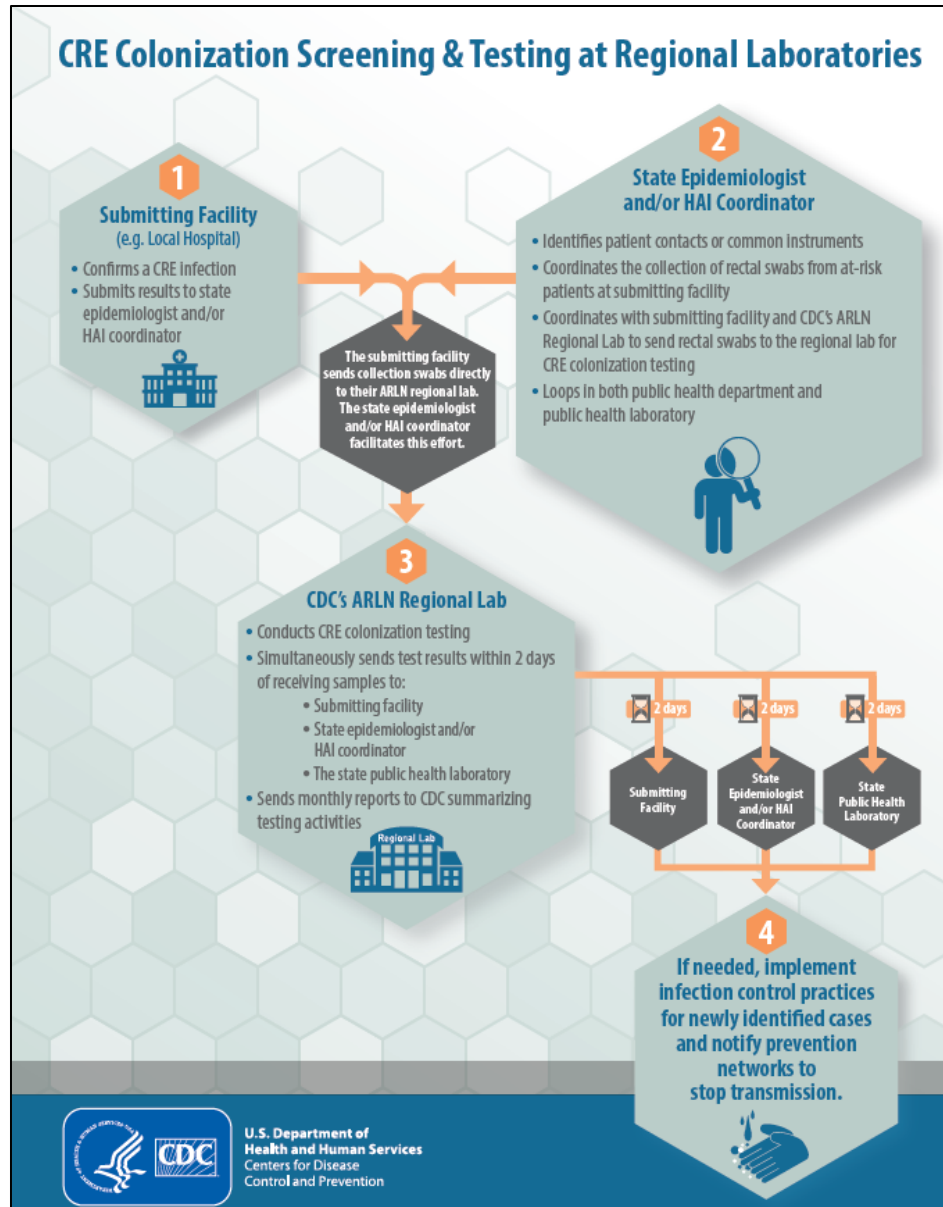 CRE Colonization Screening & Testing at Regional Laboratories
1
Submitting Facility
(e.g. Local Hospital)
• Confirms a CRE infection
• Submits results to state
epidemiologist and/or
HAI coordinator
2
State Epidemiologist
and/or HAI Coordinator
• Identifies patient contacts or common instruments
• Coordinates the collection of rectal swabs from at-risk
patients at submitting facility
• Coordinates with submitting facility and CDC's ARLN
Regional Lab to send rectal swabs to the regional lab for
CRE colonization testing
• Loops in both public health department and
public health laboratory
The submitting facility
sends collection swabs directly
to their ARLN regional lab.
The state epidemiologist
and/or HAI coordinator
facilitates this effort.
3
CDC's ARLN Regional Lab
• Conducts CRE colonization testing
• Simultaneously sends test results within 2 days
of receiving samples to:
• Submitting facility
• State epidemiologist and/or
HAI coordinator
• The state public health laboratory
• Sends monthly reports to CDC summarizing
testing activities
Regional Lab
2 days
2 days
2 days
Submitting
Facility
State
Epidemiologist
and/or HAI
Coordinator
State
Public Health
Laboratory
4
If needed, implement
infection control practices
for newly identified cases
and notify prevention
networks to
stop transmission.
CDC
U.S. Department of
Health and Human Services
Centers for Disease
Control and Prevention